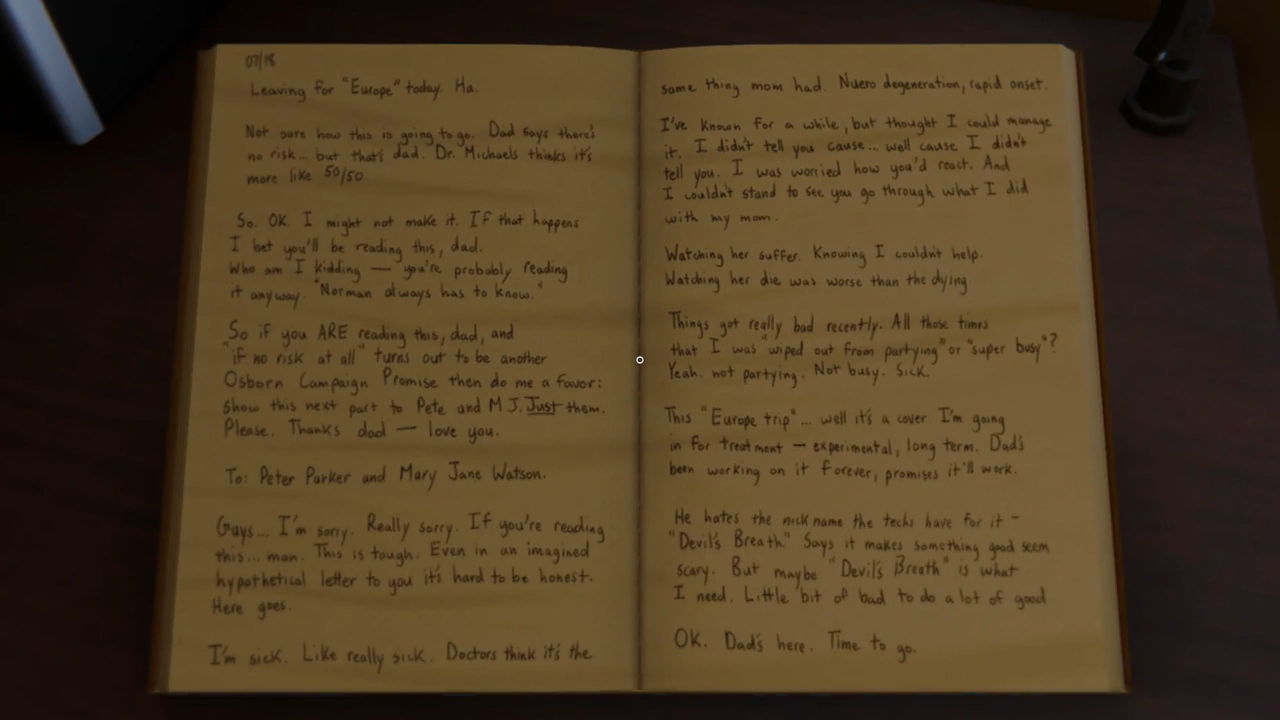 07/18
Leaving for "Europe" today. Ha.
Not sure how this is going to go. Dad says there's
no risk... but that's dad. Dr. Michaels thinks it's
more like 50/50.
So. OK. I might not make it. If that happens
I bet you'll be reading this, dad.
Who am I kidding — you're probably reading
it anyway. "Norman always has to know."
So if you ARE reading this, dad, and
"if no risk at all" turns out to be another
Osborn Campaign Promise then do me a favor:
show this next part to Pete and MJ. Just them.
Please. Thanks dad — love you.
To: Peter Parker and Mary Jane Watson.
Guys... I'm sorry. Really sorry. If you're reading
this... man. This is tough. Even in an imagined
hypothetical letter to you it's hard to be honest.
Here goes.
I'm sick. Like really sick. Doctors think it's the
same thing mom had. Nuero degeneration, rapid onset.
I've known for a while, but thought I could manage
it. I didn't tell you cause... well cause I didn't
tell you. I was worried how you'd react. And
I couldn't stand to see you go through what I did
with my mom.
Watching her suffer. Knowing I couldn't help.
Watching her die was worse than the dying
Things got really bad recently. All those times
that I was "wiped out from partying" or "super busy"?
Yeah. not partying. Not busy. Sick.
This "Europe trip"... well it's a cover. I'm going
in for treatment — experimental, long term. Dad's
been working on it forever, promises it'll work.
He hates the nickname the techs have for it -
"Devil's Breath." Says it makes something good seem
scary. But maybe "Devil's Breath" is what
I need. Little bit of bad to do a lot of good
OK. Dad's here. Time to go.